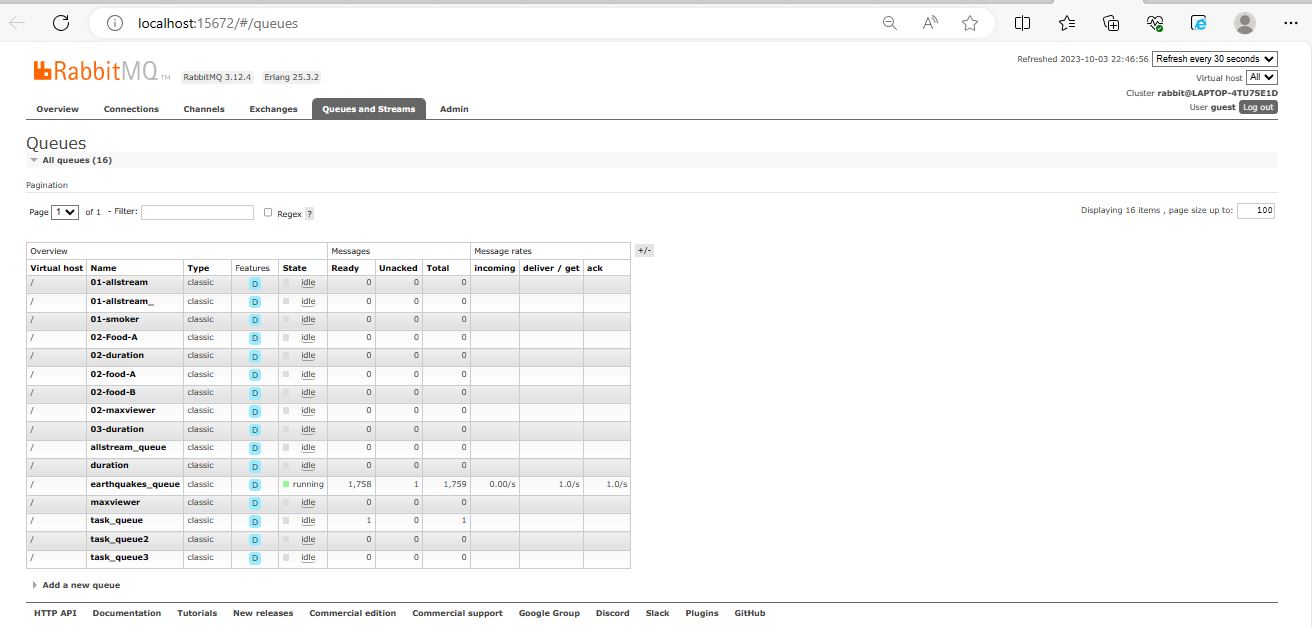 localhost:15672/#/queues
RabbitMQ TM RabbitMQ 3.12.4 Erlang 25.3.2
Refreshed 2023-10-03 22:46:56 Refresh every 30 seconds
Virtual host All
Cluster rabbit@LAPTOP-4TU7SE1D
User guest Log out
Overview Connections Channels Exchanges Queues and Streams Admin
Queues
All queues (16)
Pagination
Page 1 of 1 - Filter: Regex ? Displaying 16 items , page size up to: 100
Overview Messages Message rates +/-
Virtual host Name Type Features State Ready Unacked Total incoming deliver / get ack
/ 01-allstream classic D idle 0 0 0
/ 01-allstream_ classic D idle 0 0 0
/ 01-smoker classic D idle 0 0 0
/ 02-Food-A classic D idle 0 0 0
/ 02-duration classic D idle 0 0 0
/ 02-food-A classic D idle 0 0 0
/ 02-food-B classic D idle 0 0 0
/ 02-maxviewer classic D idle 0 0 0
/ 03-duration classic D idle 0 0 0
/ allstream_queue classic D idle 0 0 0
/ duration classic D idle 0 0 0
/ earthquakes_queue classic D running 1,758 1 1,759 0.00/s 1.0/s 1.0/s
/ maxviewer classic D idle 0 0 0
/ task_queue classic D idle 1 0 1
/ task_queue2 classic D idle 0 0 0
/ task_queue3 classic D idle 0 0 0
Add a new queue
HTTP API Documentation Tutorials New releases Commercial edition Commercial support Google Group Discord Slack Plugins GitHub